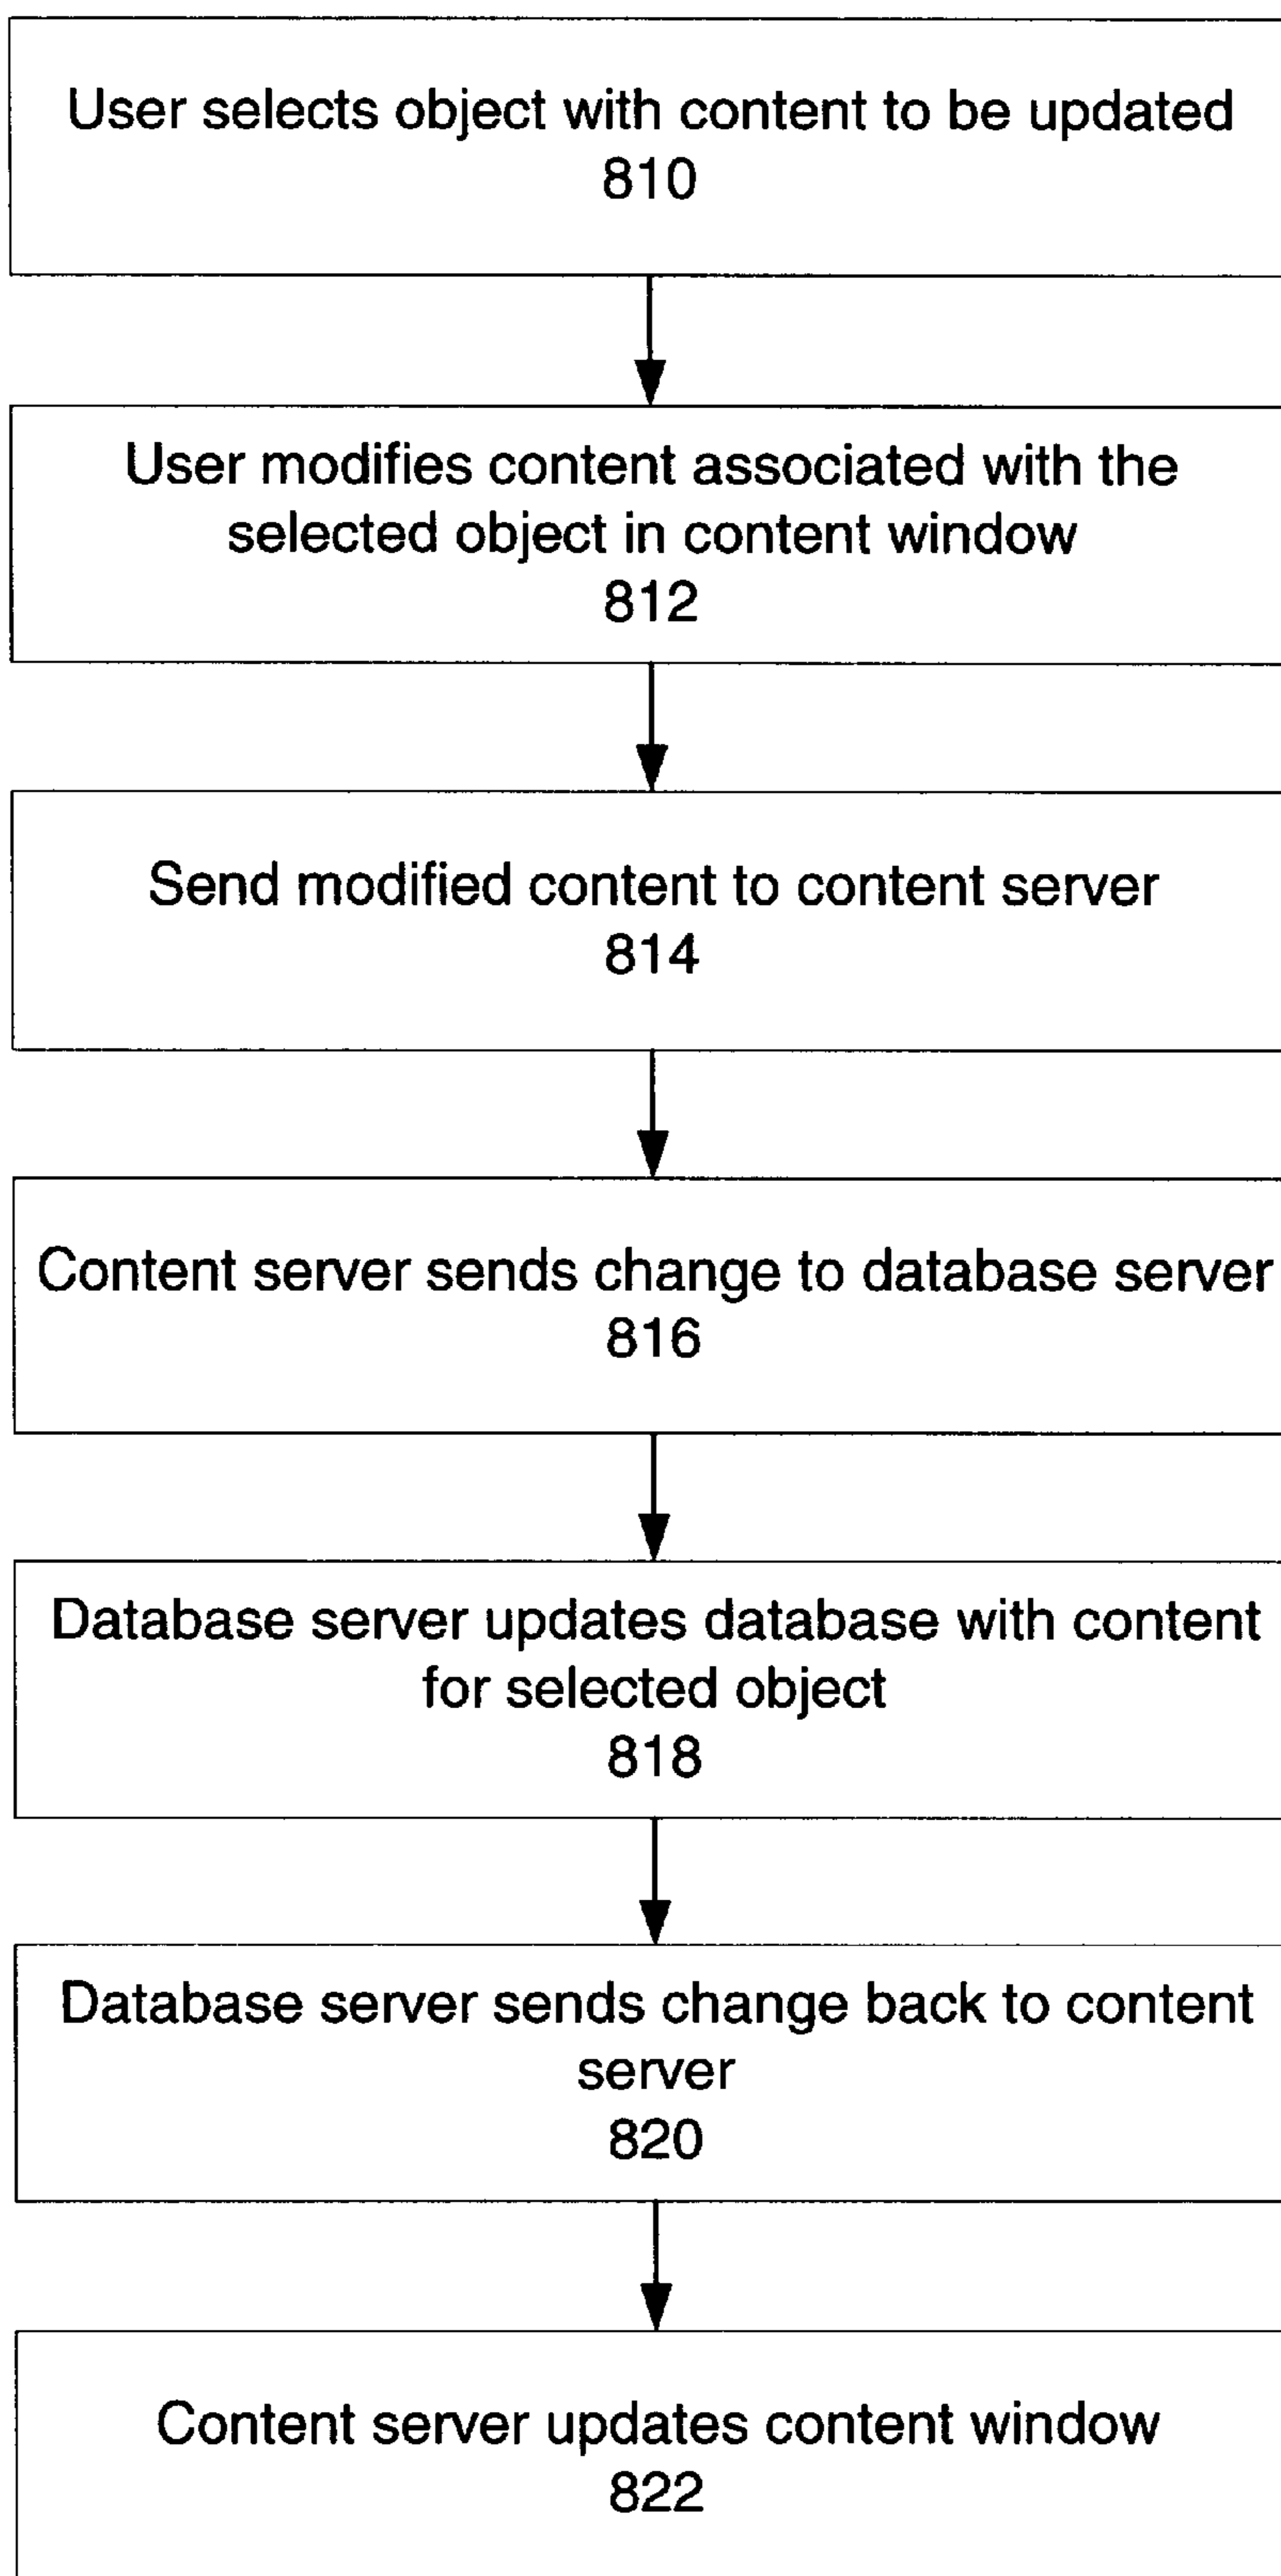 User selects object with content to be updated
810
User modifies content associated with the
selected object in content window
812
Send modified content to content server
814
Content server sends change to database server
816
Database server updates database with content
for selected object
818
Database server sends change back to content
server
820
Content server updates content window
822